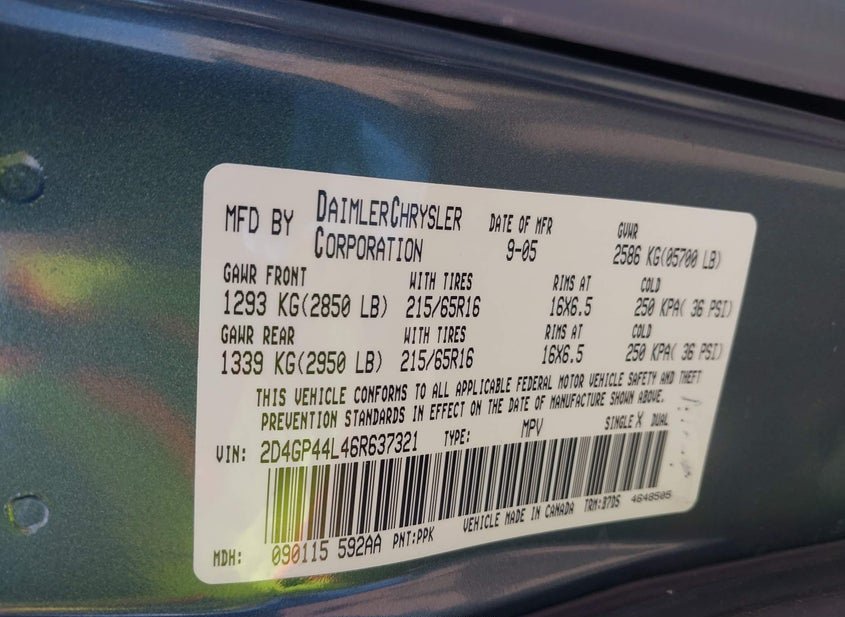 MFD BY DAIMLERCHRYSLER CORPORATION DATE OF MFR 9-05 GVWR 2586 KG(05700 LB)
GAWR FRONT WITH TIRES RIMS AT COLD
1293 KG(2850 LB) 215/65R16 16X6.5 250 KPA( 36 PSI)
GAWR REAR WITH TIRES RIMS AT COLD
1339 KG(2950 LB) 215/65R16 16X6.5 250 KPA( 36 PSI)
THIS VEHICLE CONFORMS TO ALL APPLICABLE FEDERAL MOTOR VEHICLE SAFETY AND THEFT
PREVENTION STANDARDS IN EFFECT ON THE DATE OF MANUFACTURE SHOWN ABOVE.
VIN: 2D4GP44L46R637321 TYPE: MPV SINGLE X DUAL
MDH: 090115 592AA PNT:PPK VEHICLE MADE IN CANADA TRM:B7D5 4648505